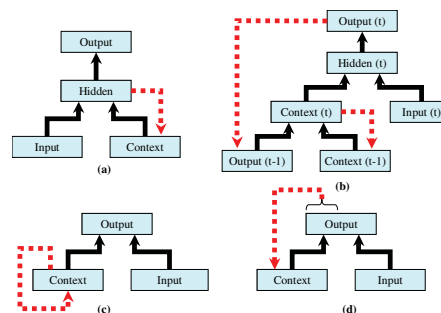 Output
Hidden
Input
Context
(a)
Output (t)
Hidden (t)
Context (t)
Input (t)
Output (t-1)
Context (t-1)
(b)
Output
Context
Input
(c)
Output
Context
Input
(d)